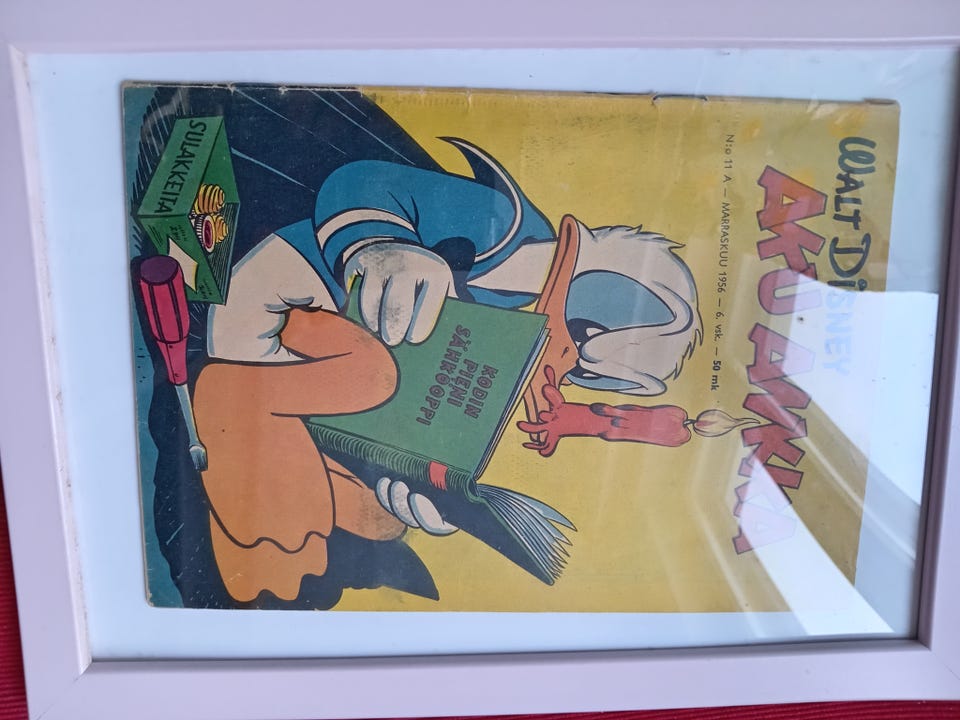 WALT DISNEY
AKU ANKKA
N:o 11 A — MARRASKUU 1956 — 6. vsk. — 50 mk
KODIN
PIENI
SÄHKÖOPPI
SULAKKEITA